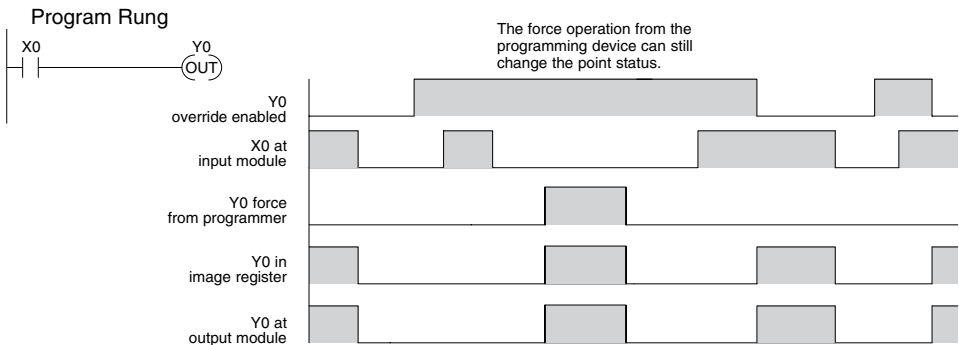 Program Rung
X0
Y0
OUT
The force operation from the
programming device can still
change the point status.
Y0
override enabled
X0 at
input module
Y0 force
from programmer
Y0 in
image register
Y0 at
output module